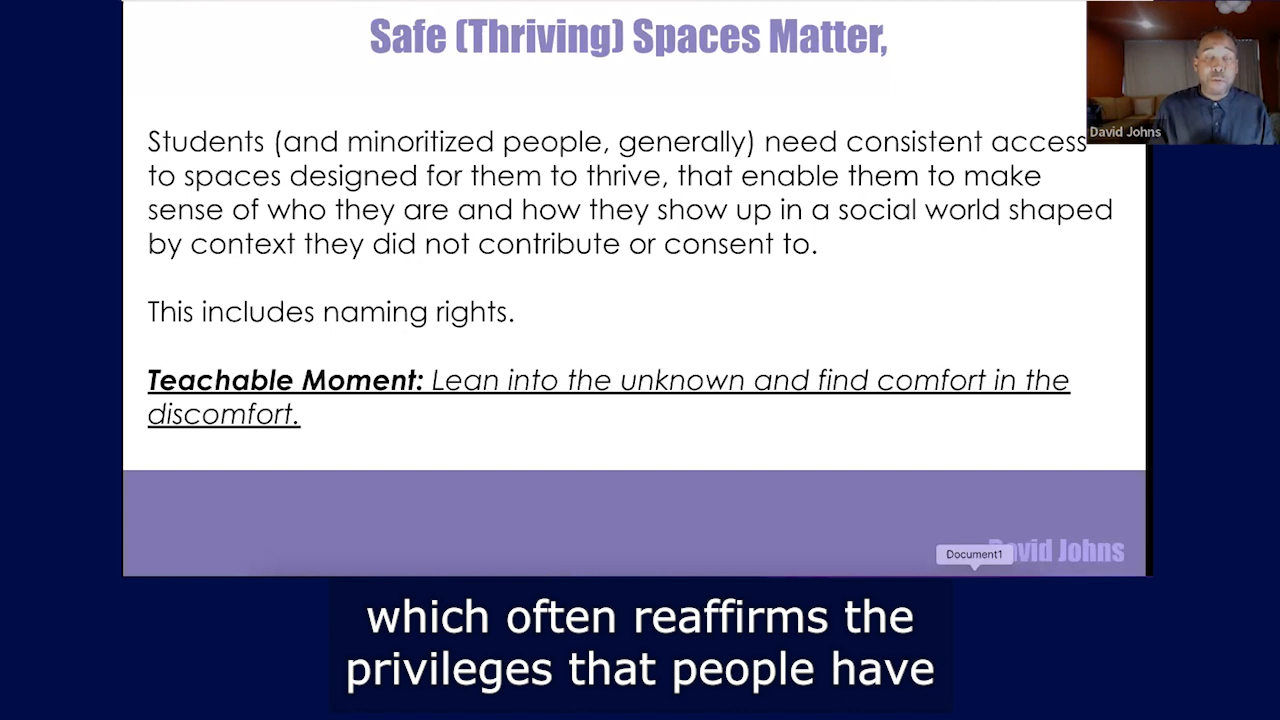 Safe (Thriving) Spaces Matter,
David Johns
Students (and minoritized people, generally) need consistent access
to spaces designed for them to thrive, that enable them to make
sense of who they are and how they show up in a social world shaped
by context they did not contribute or consent to.
This includes naming rights.
Teachable Moment: Lean into the unknown and find comfort in the
discomfort.
Document1
David Johns
which often reaffirms the
privileges that people have